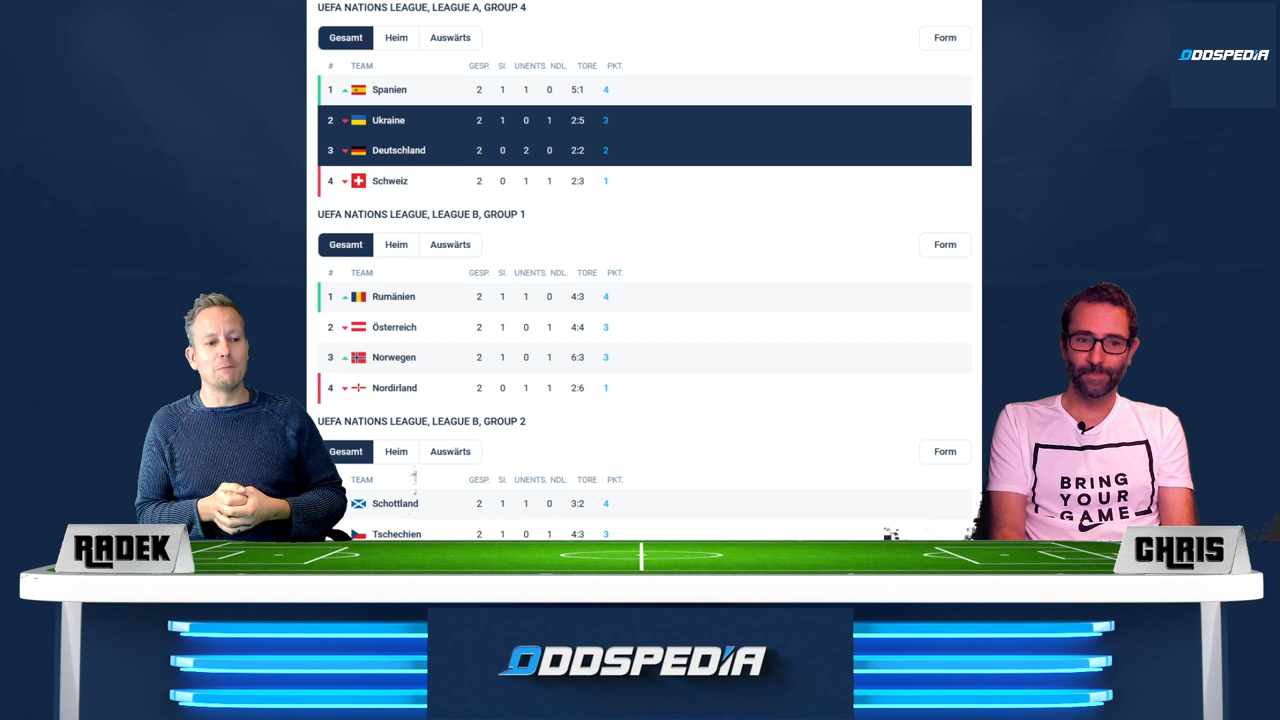 UEFA NATIONS LEAGUE, LEAGUE A, GROUP 4
Gesamt Heim Auswärts Form
ODDSPEDIA
# TEAM GESP. SI. UNENTS. NDL. TORE PKT.
1 Spanien 2 1 1 0 5:1 4
2 Ukraine 2 1 0 1 2:5 3
3 Deutschland 2 0 2 0 2:2 2
4 Schweiz 2 0 1 1 2:3 1
UEFA NATIONS LEAGUE, LEAGUE B, GROUP 1
Gesamt Heim Auswärts Form
# TEAM GESP. SI. UNENTS. NDL. TORE PKT.
1 Rumänien 2 1 1 0 4:3 4
2 Österreich 2 1 0 1 4:4 3
3 Norwegen 2 1 0 1 6:3 3
4 Nordirland 2 0 1 1 2:6 1
UEFA NATIONS LEAGUE, LEAGUE B, GROUP 2
Gesamt Heim Auswärts Form
TEAM GESP. SI. UNENTS. NDL. TORE PKT.
Schottland 2 1 1 0 3:2 4
Tschechien 2 1 0 1 4:3 3
BRING
YOUR
GAME
RADEK
CHRIS
ODDSPEDIA